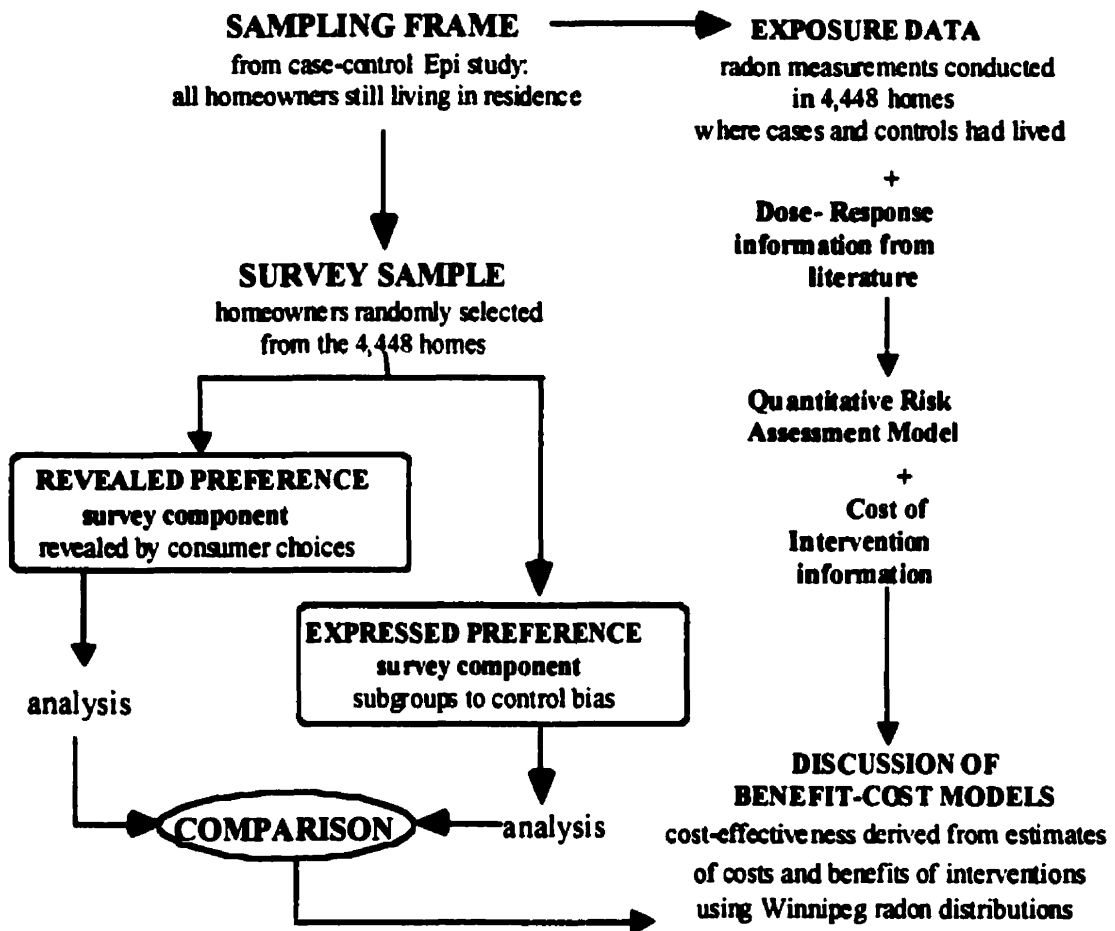 SAMPLING FRAME
from case-control Epi study:
all homeowners still living in residence
EXPOSURE DATA
radon measurements conducted
in 4,448 homes
where cases and controls had lived
+
Dose- Response
information from
literature
SURVEY SAMPLE
homeowners randomly selected
from the 4,448 homes
Quantitative Risk
Assessment Model
+
Cost of
Intervention
information
REVEALED PREFERENCE
survey component
revealed by consumer choices
EXPRESSED PREFERENCE
survey component
subgroups to control bias
analysis
COMPARISON
analysis
DISCUSSION OF
BENEFIT-COST MODELS
cost-effectiveness derived from estimates
of costs and benefits of interventions
using Winnipeg radon distributions